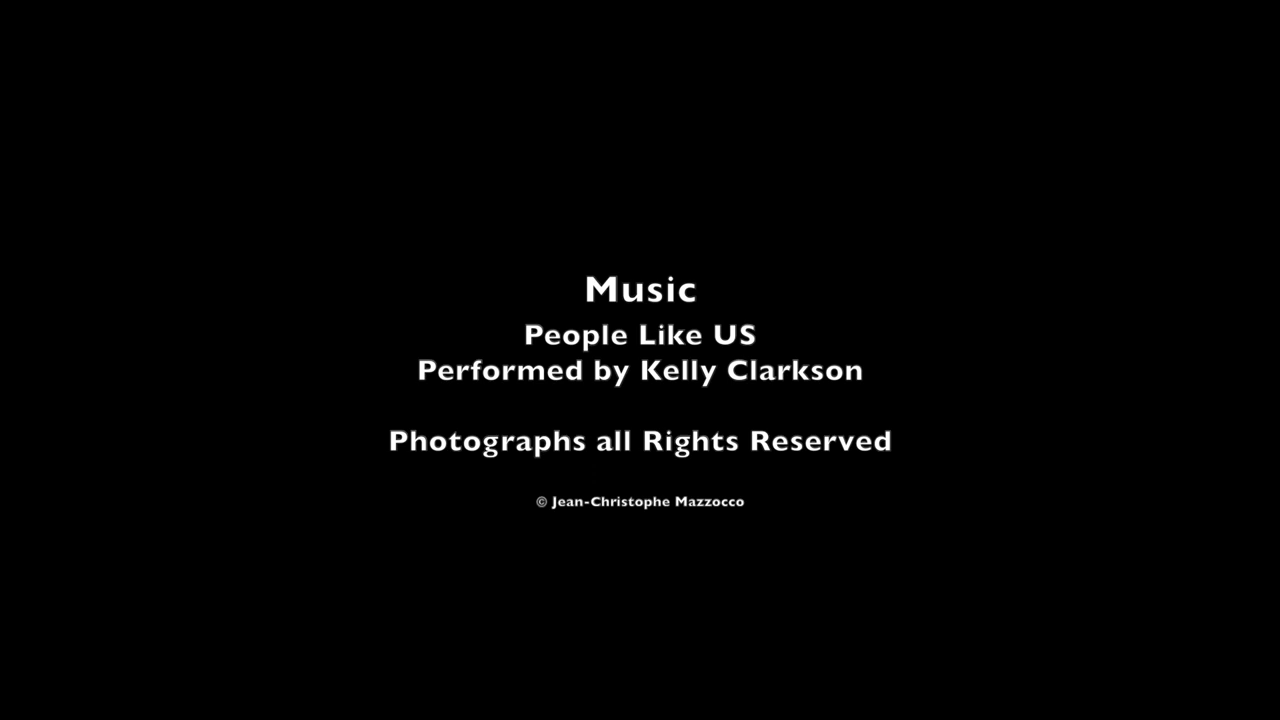 Music
People Like US
Performed by Kelly Clarkson
Photographs all Rights Reserved
© Jean-Christophe Mazzocco